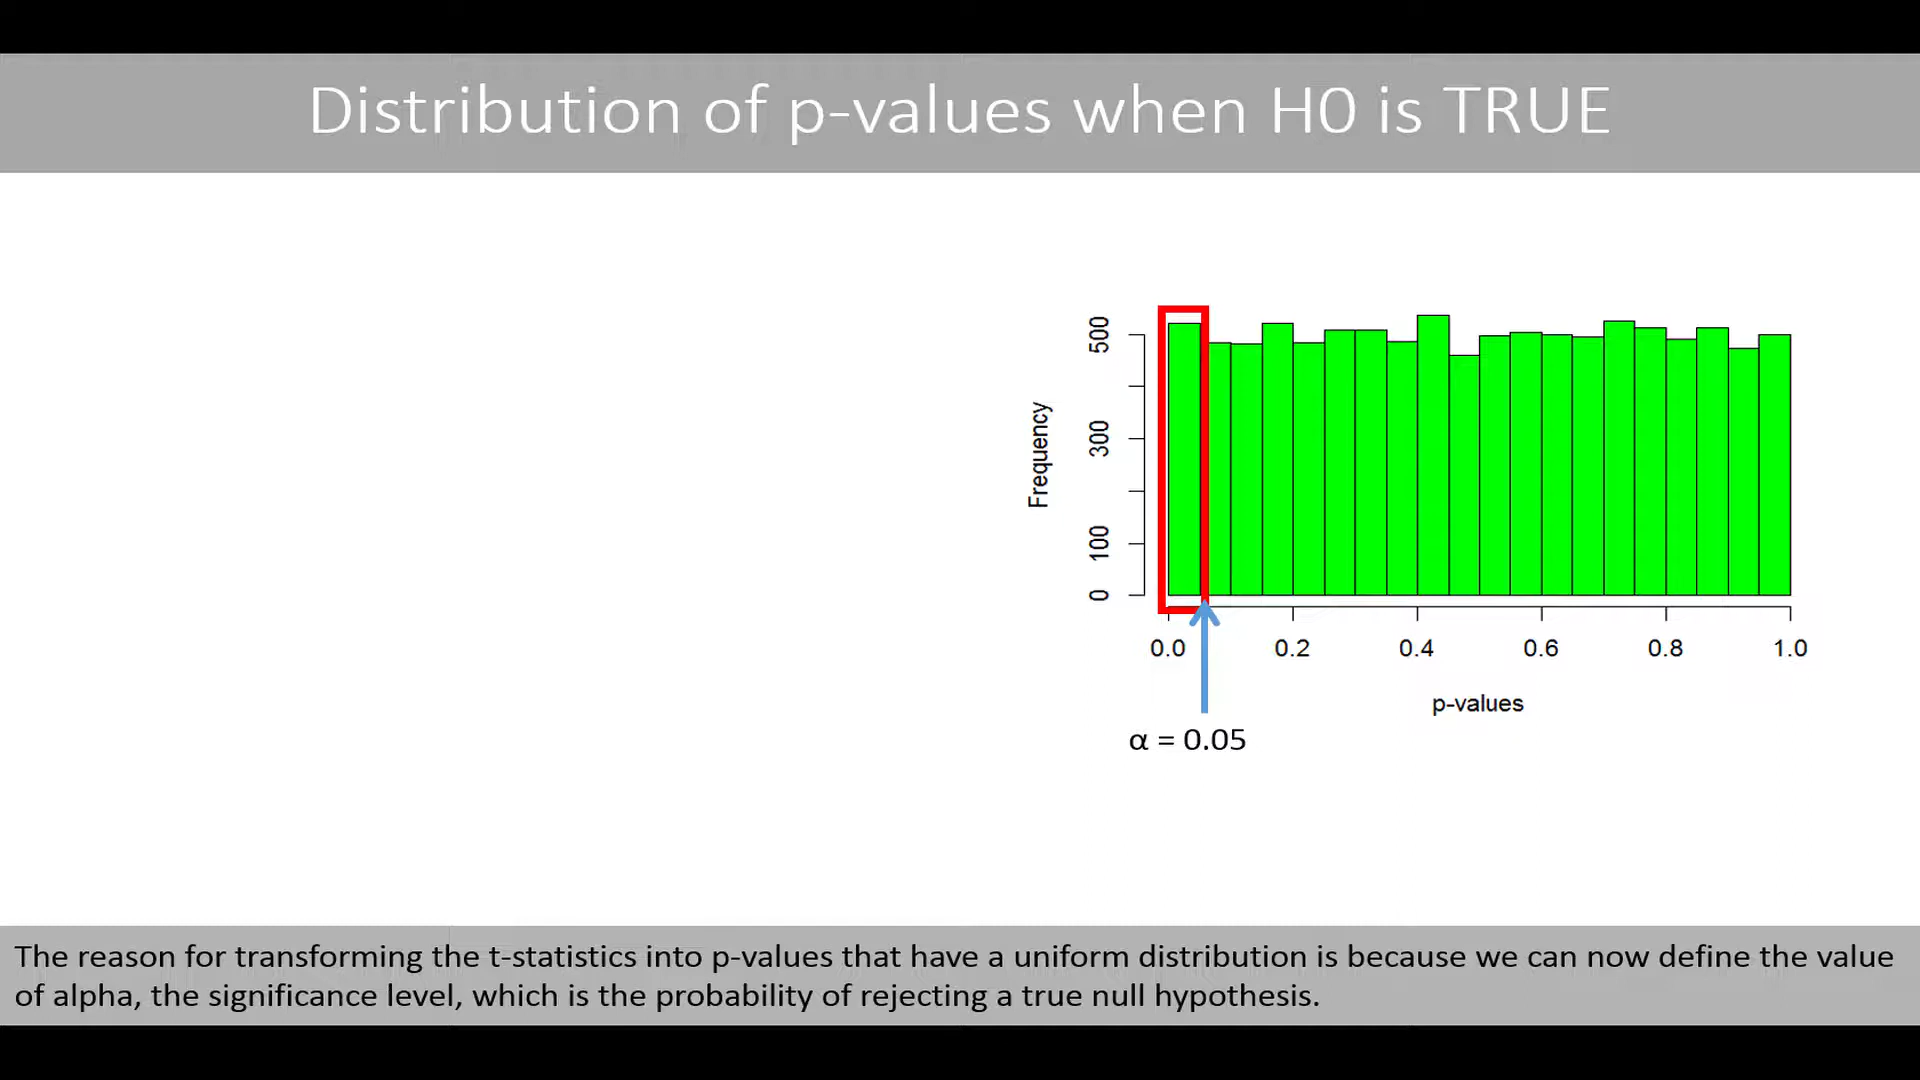 Distribution of p-values when H0 is TRUE
500
300
100
0
Frequency
0.0 0.2 0.4 0.6 0.8 1.0
p-values
α = 0.05
The reason for transforming the t-statistics into p-values that have a uniform distribution is because we can now define the value
of alpha, the significance level, which is the probability of rejecting a true null hypothesis.